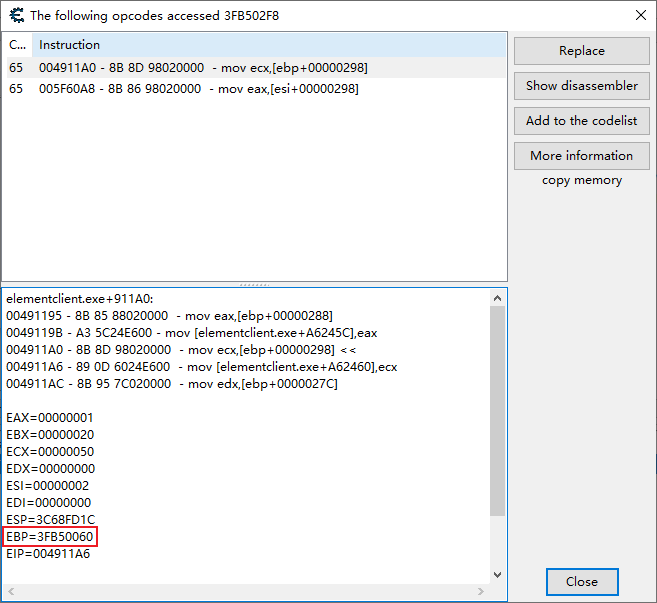 The following opcodes accessed 3FB502F8
C... Instruction
65 004911A0 - 8B 8D 98020000 - mov ecx,[ebp+00000298]
65 005F60A8 - 8B 86 98020000 - mov eax,[esi+00000298]
Replace
Show disassembler
Add to the codelist
More information
copy memory
elementclient.exe+911A0:
00491195 - 8B 85 88020000 - mov eax,[ebp+00000288]
0049119B - A3 5C24E600 - mov [elementclient.exe+A6245C],eax
004911A0 - 8B 8D 98020000 - mov ecx,[ebp+00000298] <<
004911A6 - 89 0D 6024E600 - mov [elementclient.exe+A62460],ecx
004911AC - 8B 95 7C020000 - mov edx,[ebp+0000027C]
EAX=00000001
EBX=00000020
ECX=00000050
EDX=00000000
ESI=00000002
EDI=00000000
ESP=3C68FD1C
EBP=3FB50060
EIP=004911A6
Close